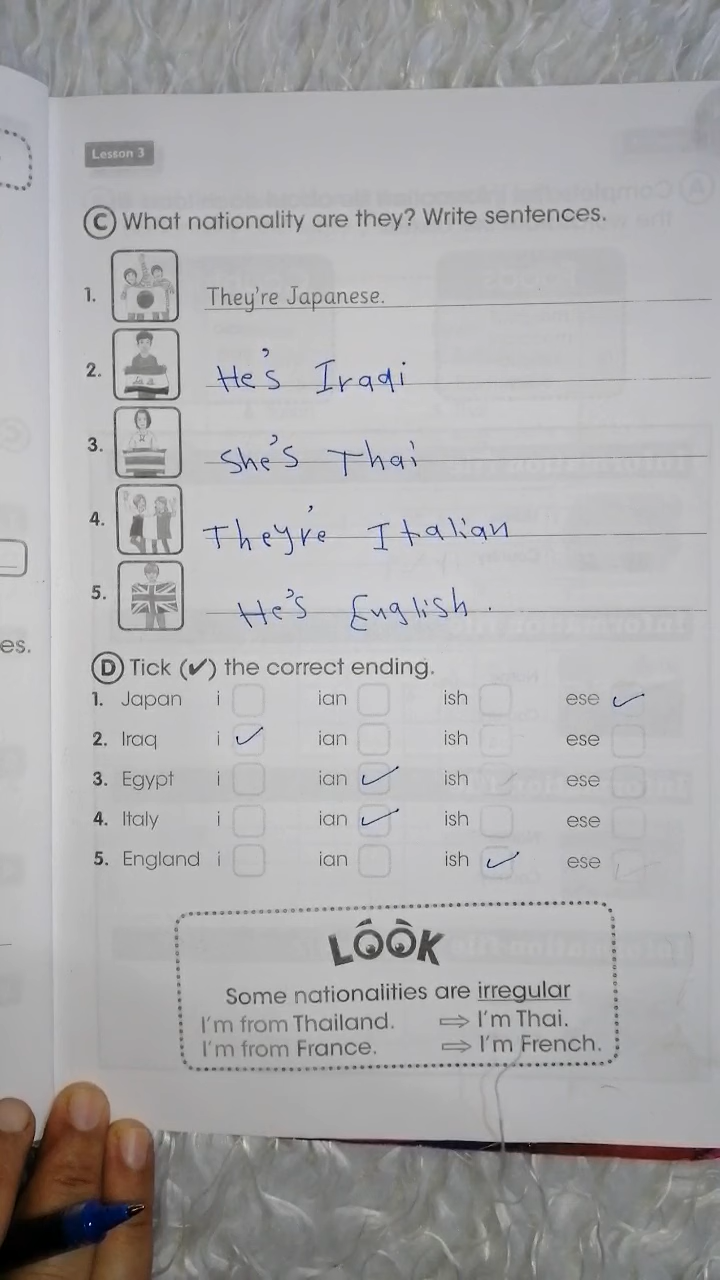 Lesson 3
C What nationality are they? Write sentences.
1. They're Japanese.
2. He's Iraqi
3. She's Thai
4. They're Italian
5. He's English.
es.
D Tick (✔) the correct ending.
1. Japan i ian ish ese ✓
2. Iraq i ✓ ian ish ese
3. Egypt i ian ✓ ish ese
4. Italy i ian ✓ ish ese
5. England i ian ish ✓ ese
LOOK
Some nationalities are irregular
I'm from Thailand. ⇨ I'm Thai.
I'm from France. ⇨ I'm French.